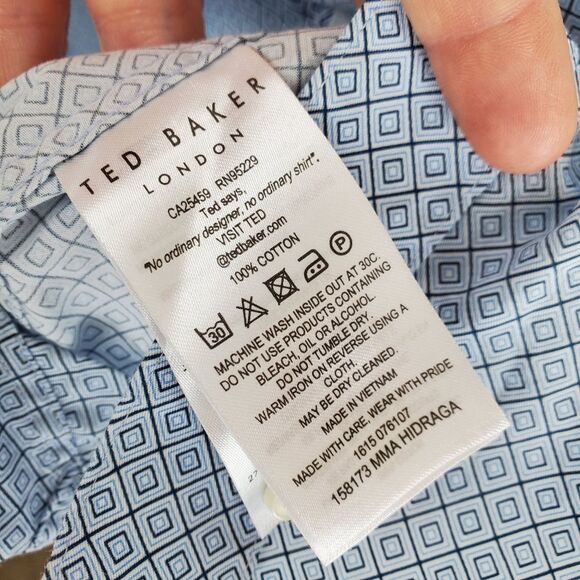 TED BAKER
LONDON
CA25459 RN95229
Ted says,
"No ordinary designer, no ordinary shirt".
VISIT TED
@tedbaker.com
100% COTTON
30 P
MACHINE WASH INSIDE OUT AT 30C.
DO NOT USE PRODUCTS CONTAINING
BLEACH, OIL OR ALCOHOL.
DO NOT TUMBLE DRY.
WARM IRON ON REVERSE USING A
CLOTH.
MAY BE DRY CLEANED
MADE IN VIETNAM
MADE WITH CARE. WEAR WITH PRIDE
1615 076107
158173 MMA HIDRAGA
27